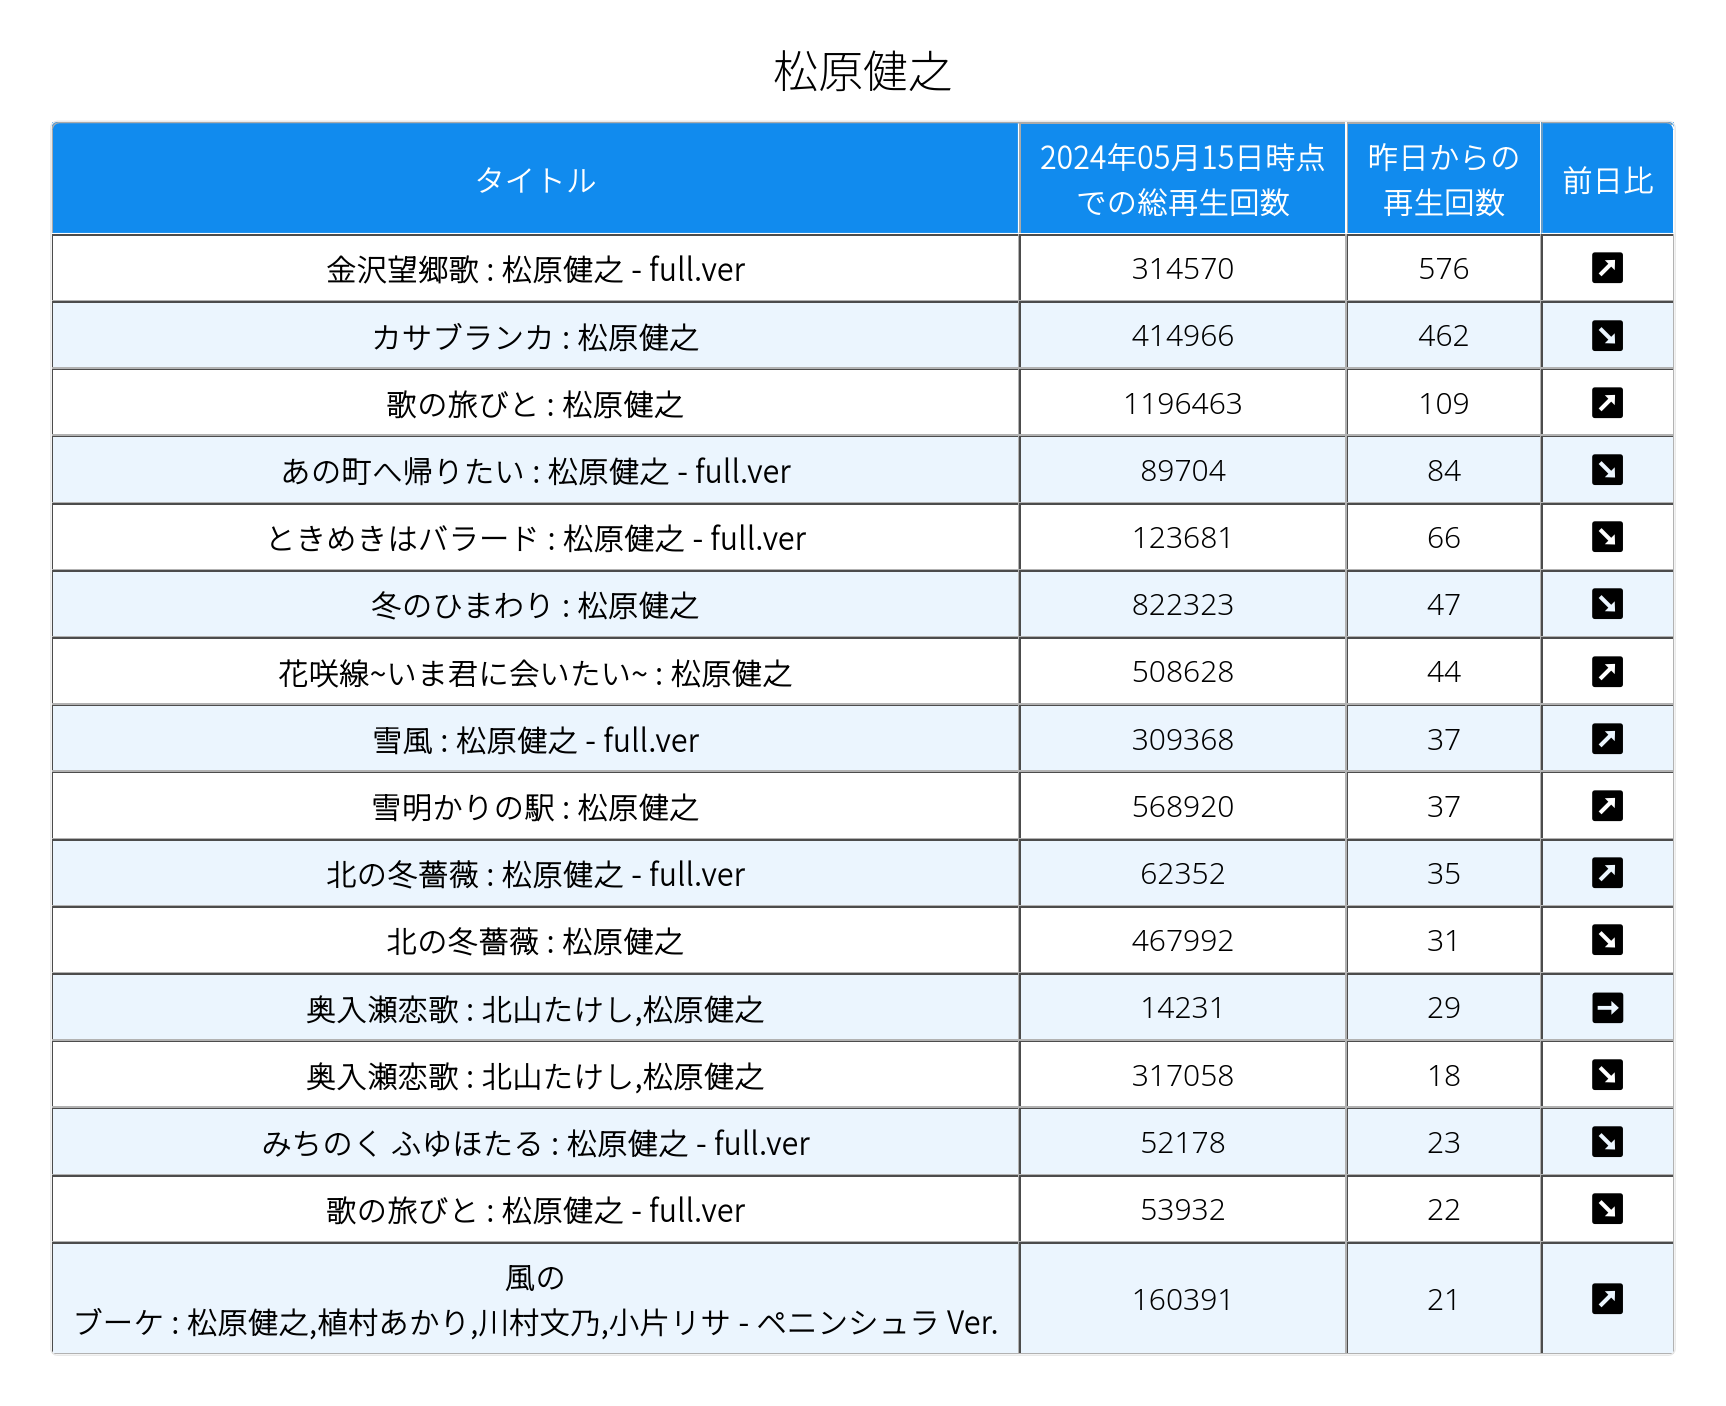 松原健之
タイトル
2024年05月15日時点
での総再生回数
昨日からの
再生回数
前日比
金沢望郷歌 : 松原健之 - full.ver 314570 576 ↗
カサブランカ : 松原健之 414966 462 ↘
歌の旅びと : 松原健之 1196463 109 ↗
あの町へ帰りたい : 松原健之 - full.ver 89704 84 ↘
ときめきはバラード : 松原健之 - full.ver 123681 66 ↘
冬のひまわり : 松原健之 822323 47 ↘
花咲線~いま君に会いたい~ : 松原健之 508628 44 ↗
雪風 : 松原健之 - full.ver 309368 37 ↗
雪明かりの駅 : 松原健之 568920 37 ↗
北の冬薔薇 : 松原健之 - full.ver 62352 35 ↗
北の冬薔薇 : 松原健之 467992 31 ↘
奥入瀬恋歌 : 北山たけし,松原健之 14231 29 →
奥入瀬恋歌 : 北山たけし,松原健之 317058 18 ↘
みちのく ふゆほたる : 松原健之 - full.ver 52178 23 ↘
歌の旅びと : 松原健之 - full.ver 53932 22 ↘
風の
ブーケ : 松原健之,植村あかり,川村文乃,小片リサ - ペニンシュラ Ver. 160391 21 ↗